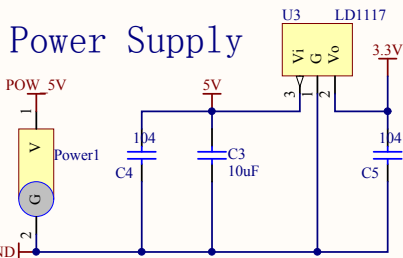 U3 LD1117
Power Supply
Vi G Vo
3.3V
POW_5V
5V
3 1 2
1
V
Power1
104
C4
C3
10uF
104
C5
G
2
ND